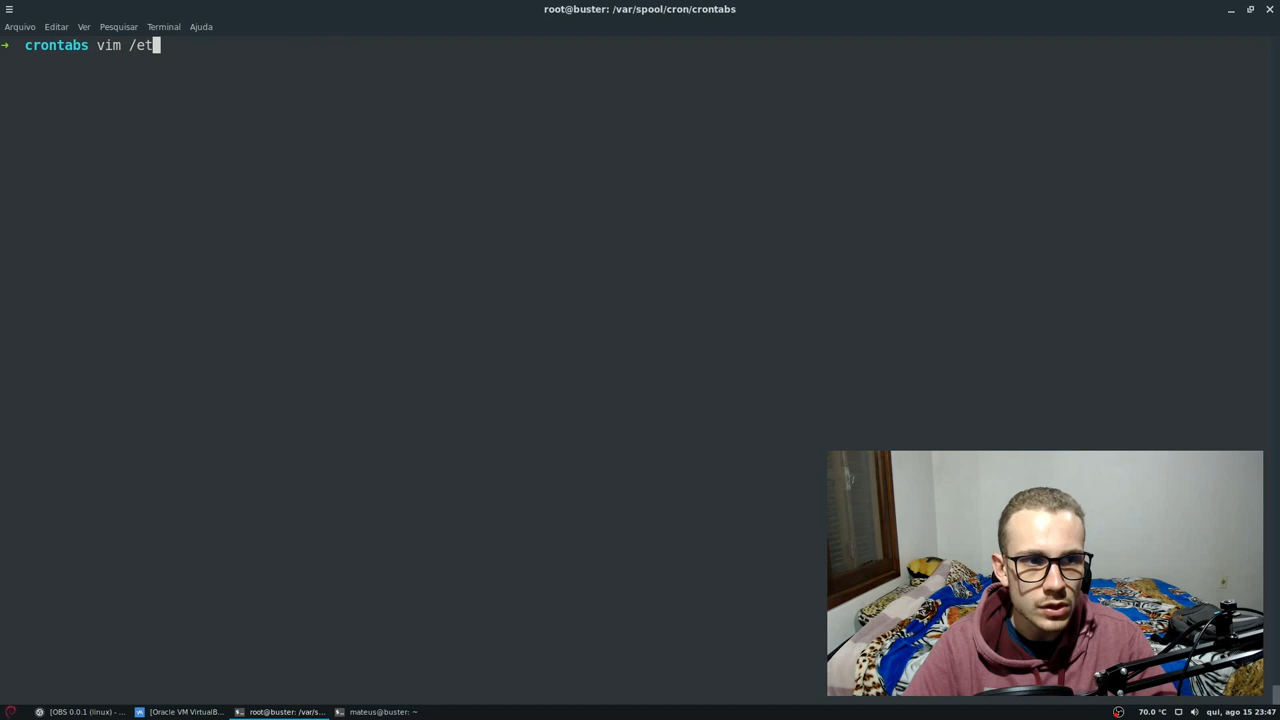 root@buster: /var/spool/cron/crontabs
Arquivo Editar Ver Pesquisar Terminal Ajuda
➜ crontabs vim /et
[OBS 0.0.1 (linux) - ... [Oracle VM VirtualB... root@buster: /var/s... mateus@buster: ~ 70.0 °C qui, ago 15 23:47